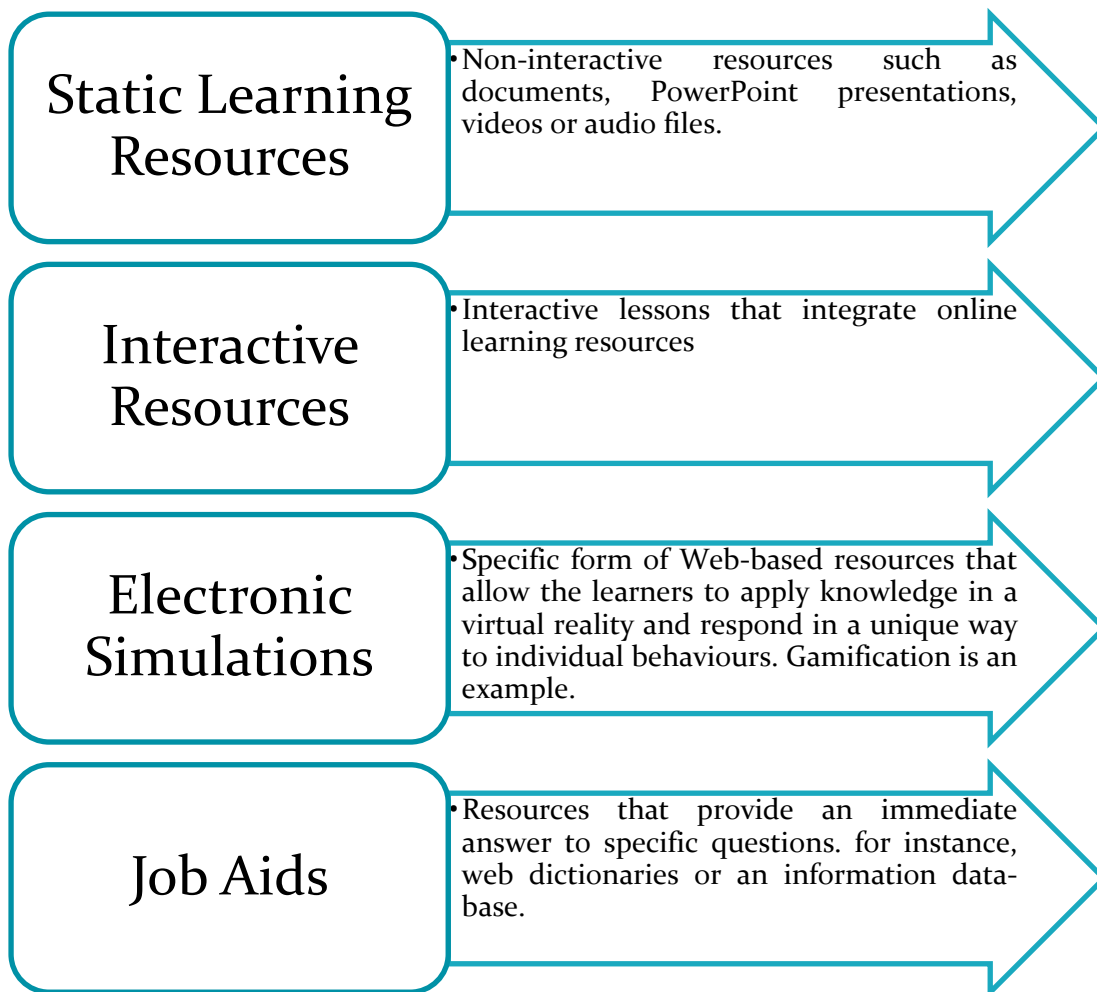 Static Learning
Resources
•Non-interactive resources such as
documents, PowerPoint presentations,
videos or audio files.
Interactive
Resources
•Interactive lessons that integrate online
learning resources
Electronic
Simulations
•Specific form of Web-based resources that
allow the learners to apply knowledge in a
virtual reality and respond in a unique way
to individual behaviours. Gamification is an
example.
Job Aids
•Resources that provide an immediate
answer to specific questions. for instance,
web dictionaries or an information data-
base.